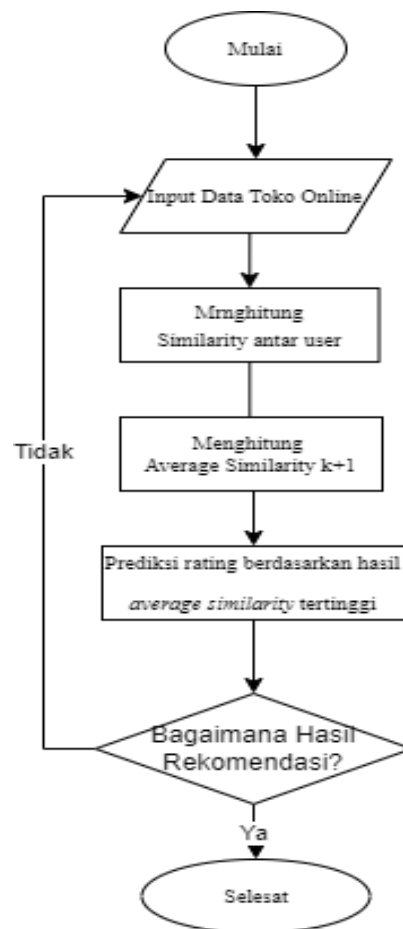 Mulai
Input Data Toko Online
Mrnghitung
Similarity antar user
Menghitung
Average Similarity k+1
Tidak
Prediksi rating berdasarkan hasil
average similarity tertinggi
Bagaimana Hasil
Rekomendasi?
Ya
Selesat